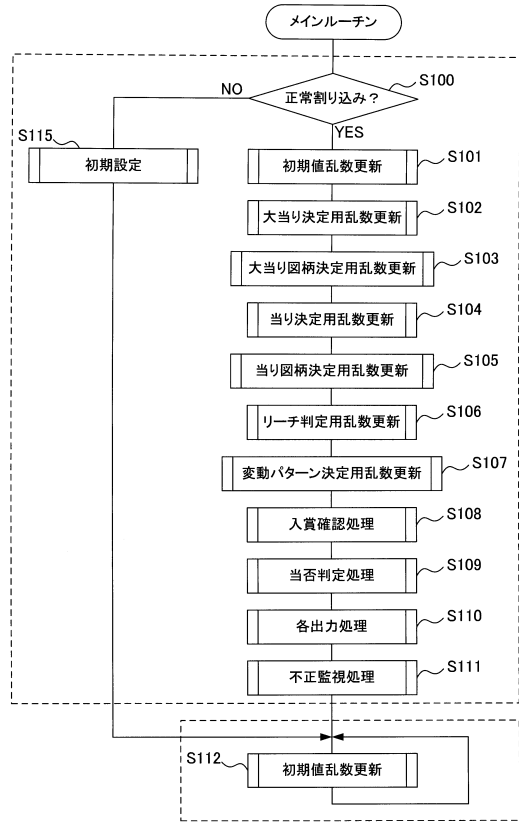 メインルーチン
正常割り込み？
S100
NO
YES
S115
初期設定
初期値乱数更新
S101
大当り決定用乱数更新
S102
大当り図柄決定用乱数更新
S103
当り決定用乱数更新
S104
当り図柄決定用乱数更新
S105
リーチ判定用乱数更新
S106
変動パターン決定用乱数更新
S107
入賞確認処理
S108
当否判定処理
S109
各出力処理
S110
不正監視処理
S111
S112
初期値乱数更新